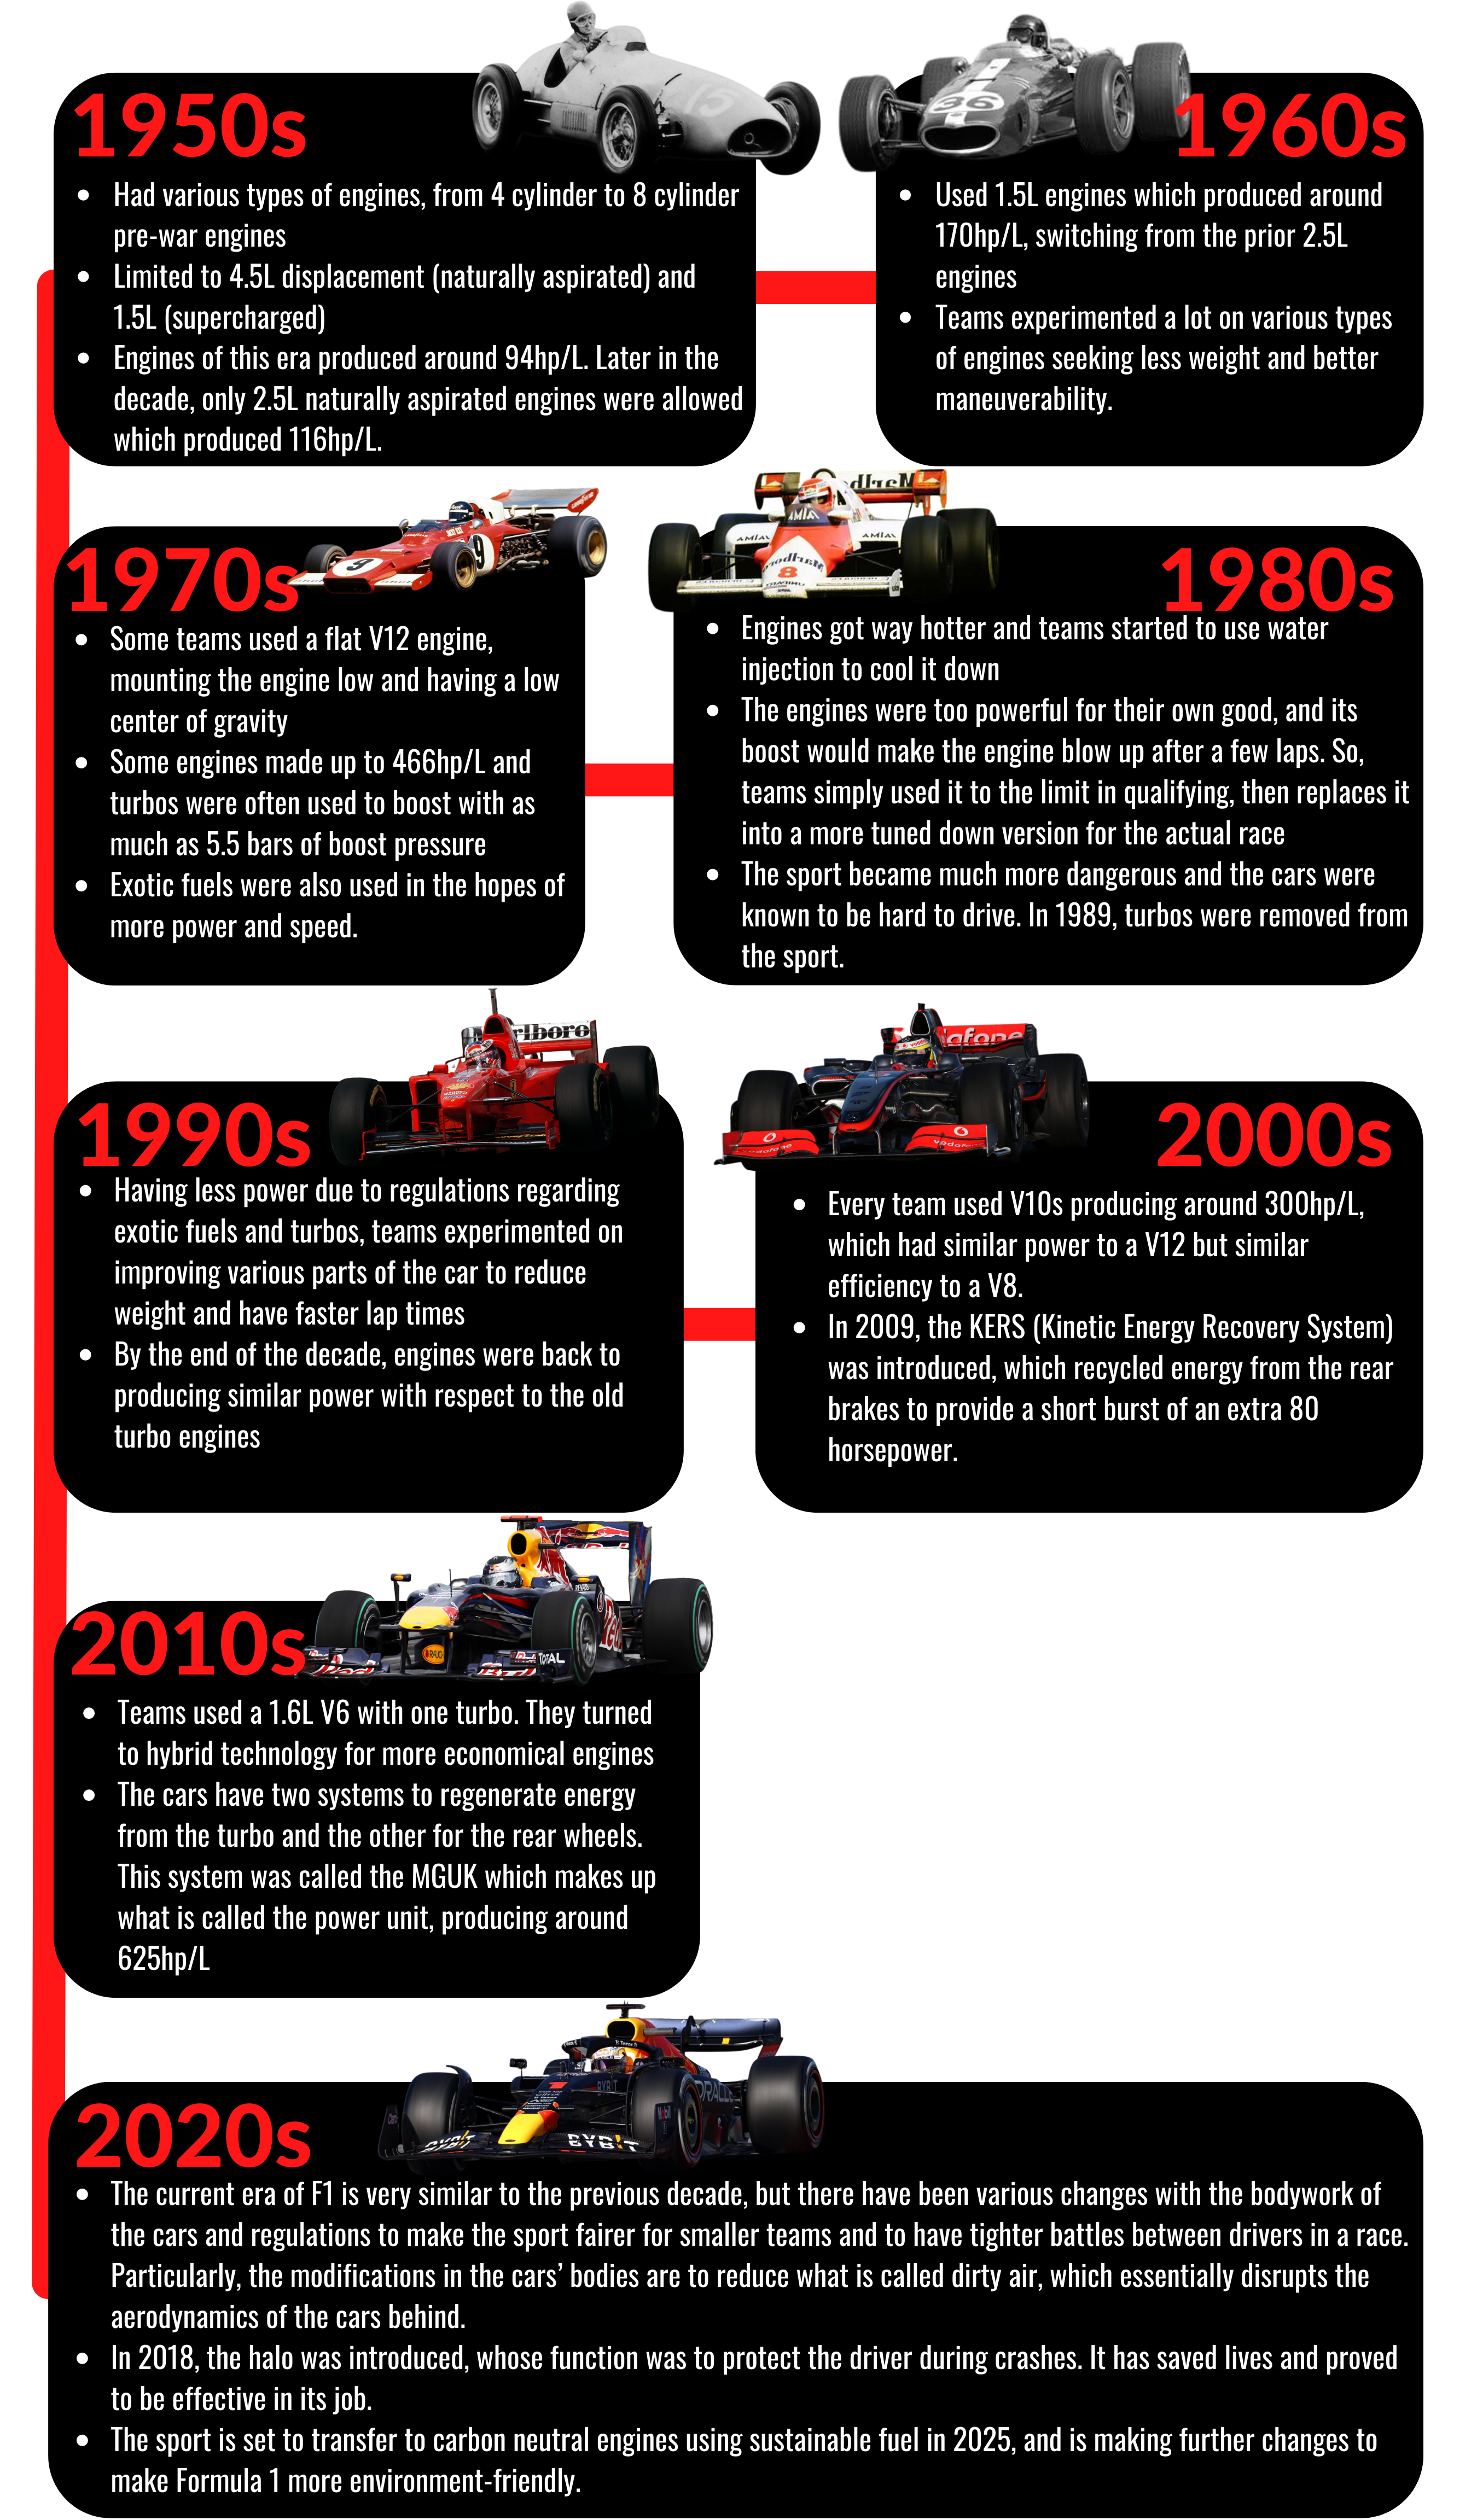 1950s
Had various types of engines, from 4 cylinder to 8 cylinder
pre-war engines
Limited to 4.5L displacement (naturally aspirated) and
1.5L (supercharged)
Engines of this era produced around 94hp/L. Later in the
decade, only 2.5L naturally aspirated engines were allowed
which produced 116hp/L.
15
36
1960s
Used 1.5L engines which produced around
170hp/L, switching from the prior 2.5L
engines
Teams experimented a lot on various types
of engines seeking less weight and better
maneuverability.
1970s
9
9
Some teams used a flat V12 engine,
mounting the engine low and having a low
center of gravity
Some engines made up to 466hp/L and
turbos were often used to boost with as
much as 5.5 bars of boost pressure
Exotic fuels were also used in the hopes of
more power and speed.
8
1980s
Engines got way hotter and teams started to use water
injection to cool it down
The engines were too powerful for their own good, and its
boost would make the engine blow up after a few laps. So,
teams simply used it to the limit in qualifying, then replaces it
into a more tuned down version for the actual race
The sport became much more dangerous and the cars were
known to be hard to drive. In 1989, turbos were removed from
the sport.
rlboro
1990s
Having less power due to regulations regarding
exotic fuels and turbos, teams experimented on
improving various parts of the car to reduce
weight and have faster lap times
By the end of the decade, engines were back to
producing similar power with respect to the old
turbo engines
dafone
vodafone
2000s
Every team used V10s producing around 300hp/L,
which had similar power to a V12 but similar
efficiency to a V8.
In 2009, the KERS (Kinetic Energy Recovery System)
was introduced, which recycled energy from the rear
brakes to provide a short burst of an extra 80
horsepower.
2010s
RAUCH
TOTAL
Teams used a 1.6L V6 with one turbo. They turned
to hybrid technology for more economical engines
The cars have two systems to regenerate energy
from the turbo and the other for the rear wheels.
This system was called the MGUK which makes up
what is called the power unit, producing around
625hp/L
2020s
BYBIT
ORACLE
BYBIT
BYBIT
The current era of F1 is very similar to the previous decade, but there have been various changes with the bodywork of
the cars and regulations to make the sport fairer for smaller teams and to have tighter battles between drivers in a race.
Particularly, the modifications in the cars’ bodies are to reduce what is called dirty air, which essentially disrupts the
aerodynamics of the cars behind.
In 2018, the halo was introduced, whose function was to protect the driver during crashes. It has saved lives and proved
to be effective in its job.
The sport is set to transfer to carbon neutral engines using sustainable fuel in 2025, and is making further changes to
make Formula 1 more environment-friendly.